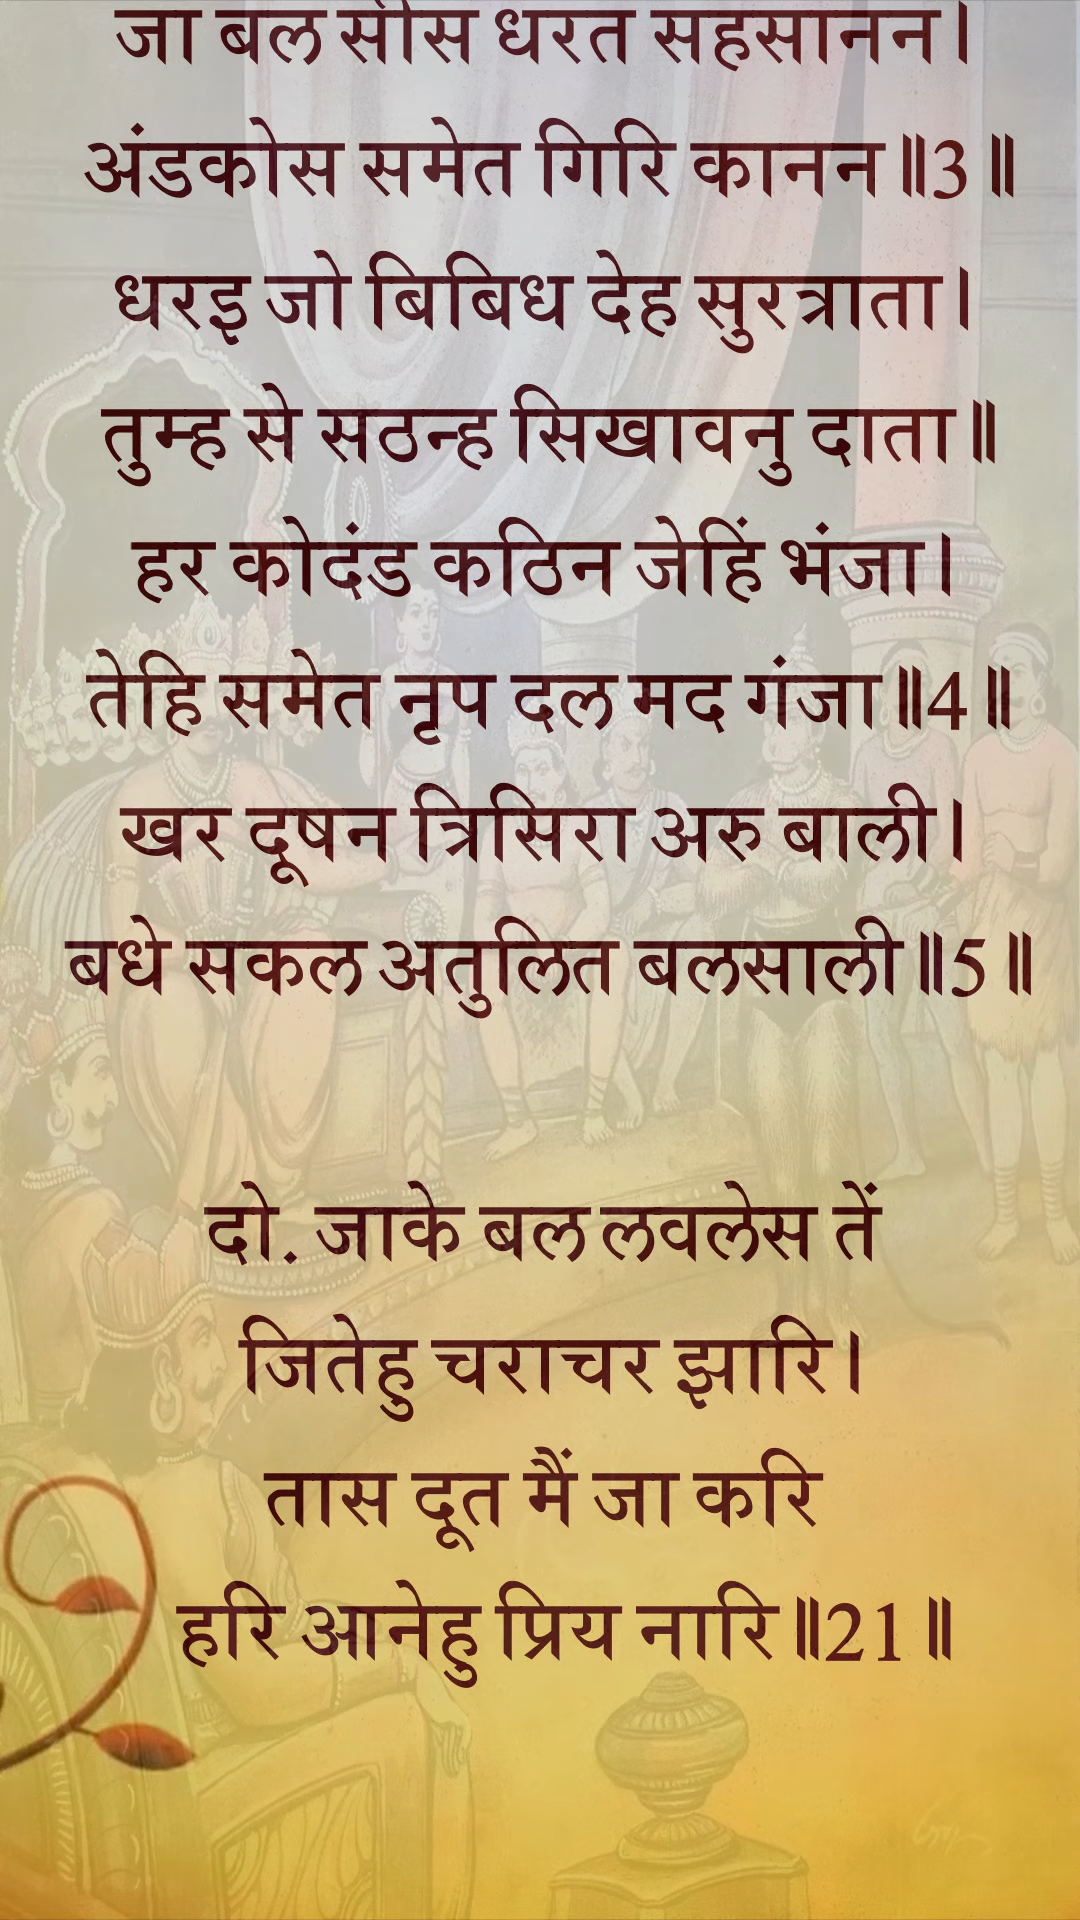 जा बल सीस धरत सहसानन।
अंडकोस समेत गिरि कानन॥3॥
धरइ जो बिबिध देह सुरत्राता।
तुम्ह से सठन्ह सिखावनु दाता॥
हर कोदंड कठिन जेहिं भंजा।
तेहि समेत नृप दल मद गंजा॥4॥
खर दूषन त्रिसिरा अरु बाली।
बधे सकल अतुलित बलसाली॥5॥
दो. जाके बल लवलेस तें
जितेहु चराचर झारि।
तास दूत मैं जा करि
हरि आनेहु प्रिय नारि॥21॥